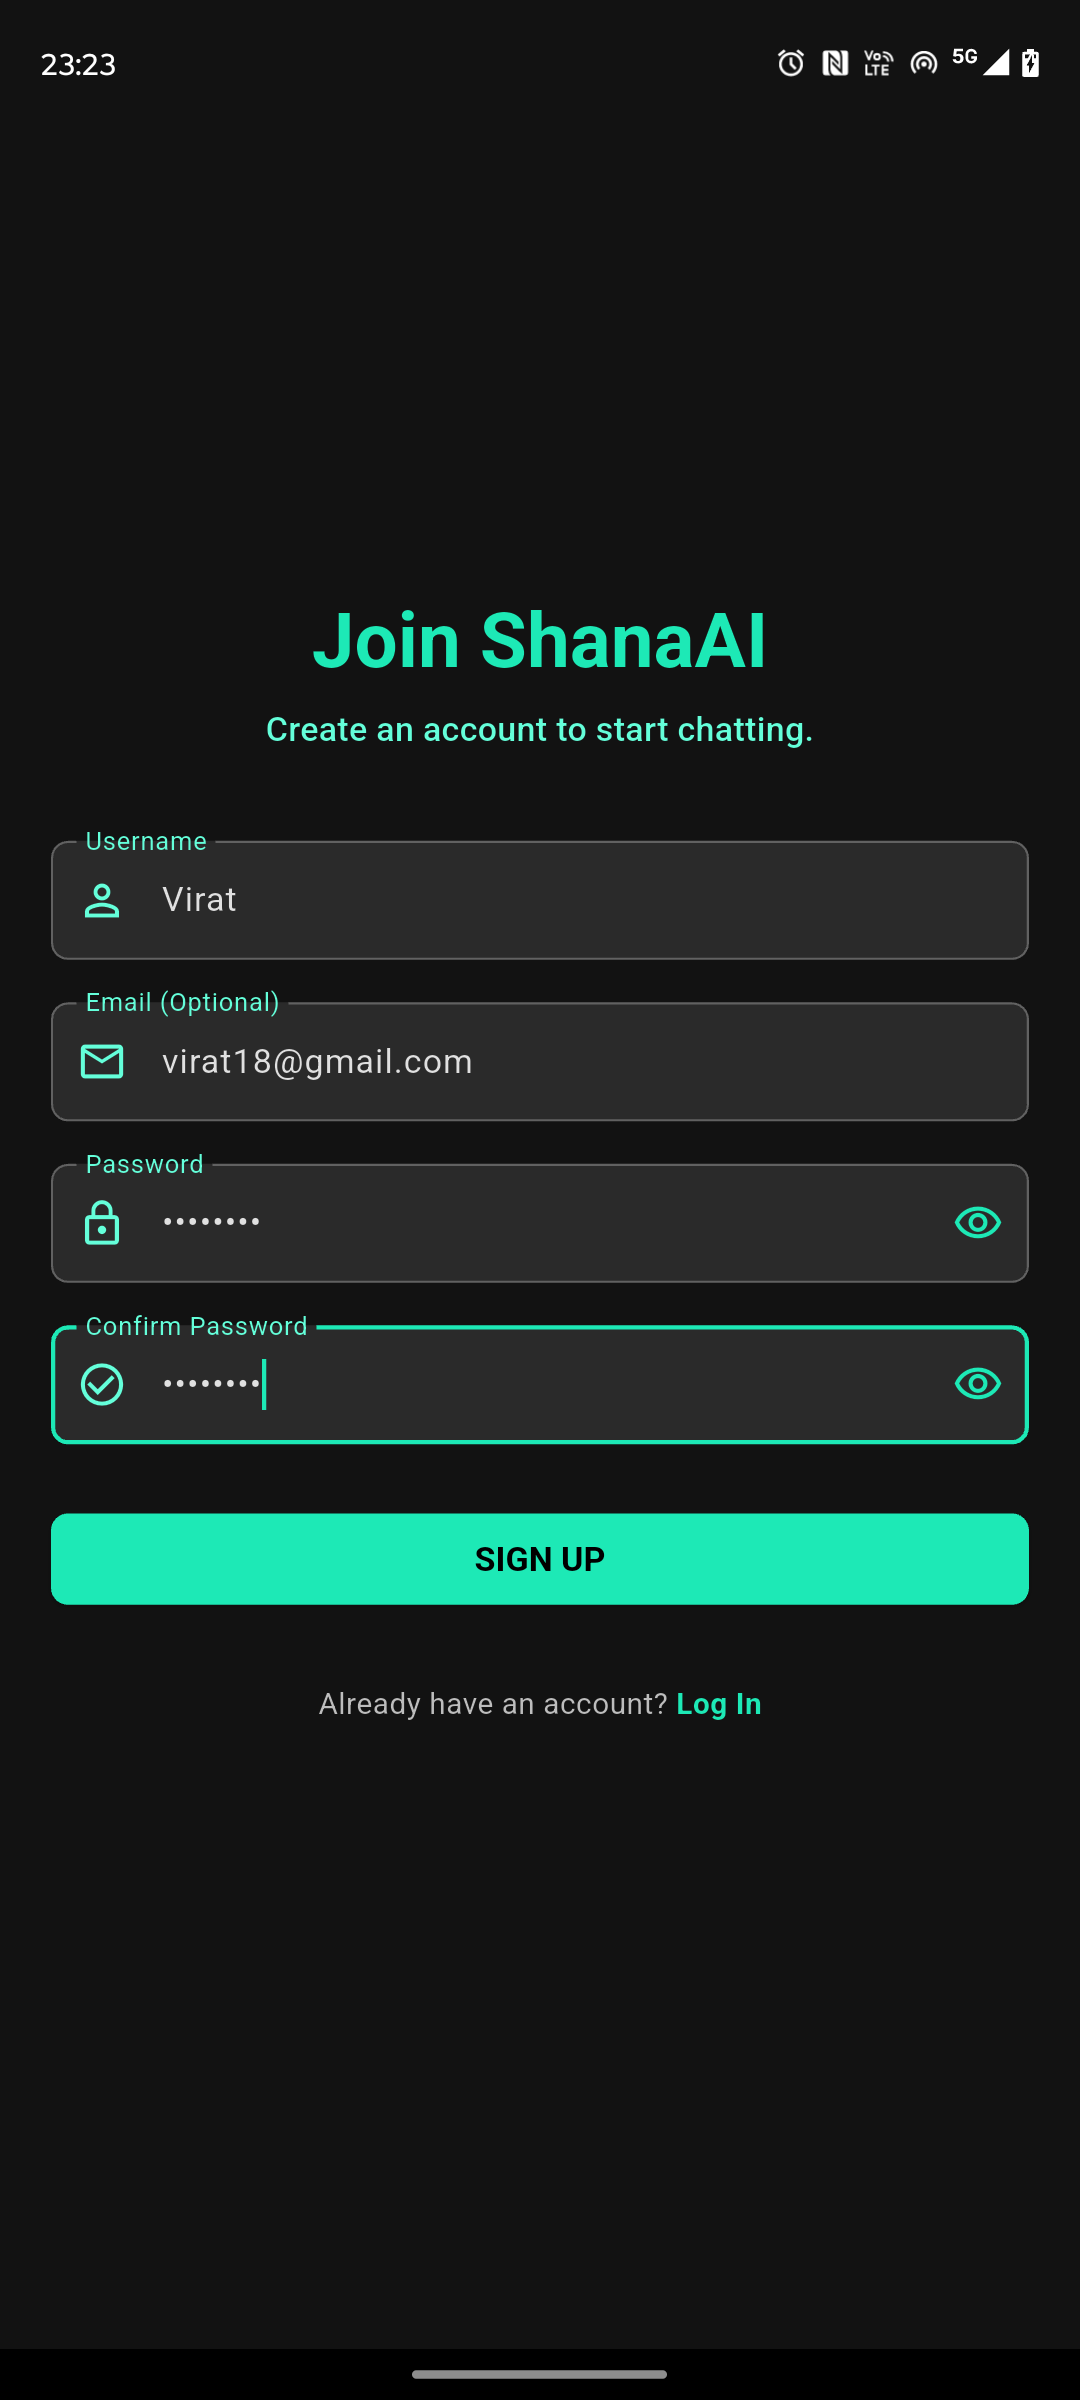 23:23
Vo LTE 5G
Join ShanaAI
Create an account to start chatting.
Username
Virat
Email (Optional)
virat18@gmail.com
Password
••••••••
Confirm Password
••••••••
SIGN UP
Already have an account? Log In